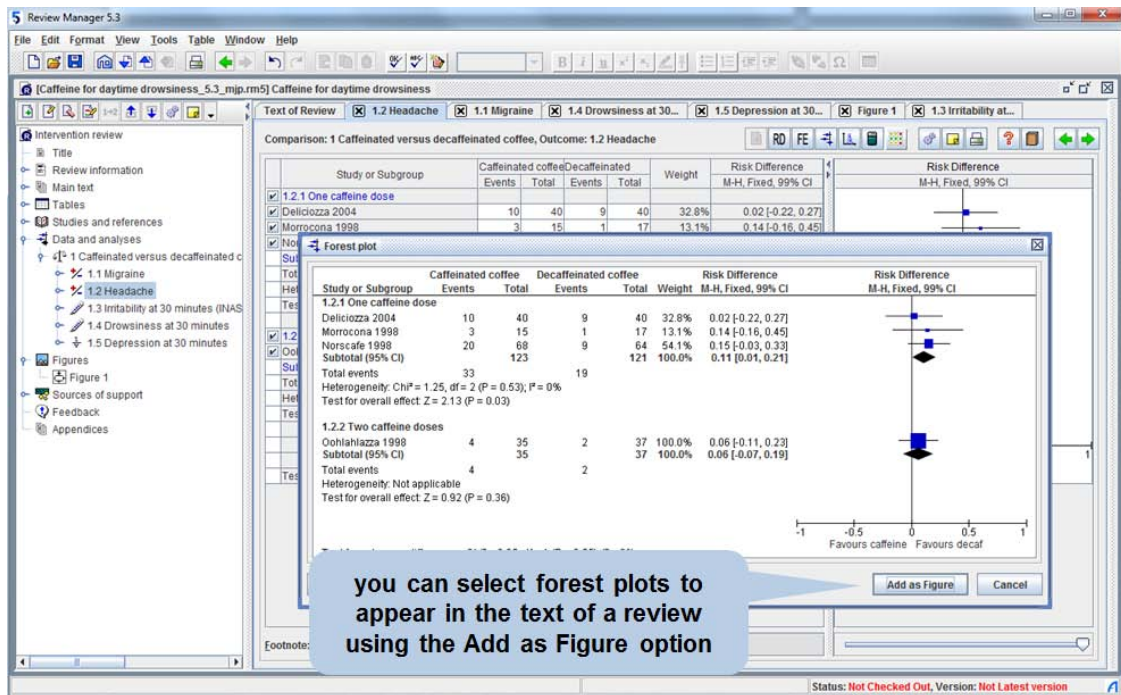 5 Review Manager 5.3
File Edit Format View Tools Table Window Help
[Caffeine for daytime drowsiness_5.3_mjp.rm5] Caffeine for daytime drowsiness
Intervention review
Title
Review information
Main text
Tables
Studies and references
Data and analyses
1 Caffeinated versus decaffeinated c
1.1 Migraine
1.2 Headache
1.3 Irritability at 30 minutes (INAS
1.4 Drowsiness at 30 minutes
1.5 Depression at 30 minutes
Figures
Figure 1
Sources of support
Feedback
Appendices
Text of Review 1.2 Headache 1.1 Migraine 1.4 Drowsiness at 30... 1.5 Depression at 30... Figure 1 1.3 Irritability at...
Comparison: 1 Caffeinated versus decaffeinated coffee, Outcome: 1.2 Headache RD FE
Study or Subgroup Caffeinated coffee Decaffeinated Weight Risk Difference Risk Difference
Events Total Events Total M-H, Fixed, 99% CI M-H, Fixed, 99% CI
1.2.1 One caffeine dose
Deliciozza 2004 10 40 9 40 32.8% 0.02 [-0.22, 0.27]
Morrocona 1998 3 15 1 17 13.1% 0.14 [-0.16, 0.45]
Nor
Sub
Tot
Het
Tes
1.2
Ool
Sub
Tot
Het
Tes
Tes
1
Forest plot
Caffeinated coffee Decaffeinated coffee Risk Difference Risk Difference
Study or Subgroup Events Total Events Total Weight M-H, Fixed, 99% CI M-H, Fixed, 99% CI
1.2.1 One caffeine dose
Deliciozza 2004 10 40 9 40 32.8% 0.02 [-0.22, 0.27]
Morrocona 1998 3 15 1 17 13.1% 0.14 [-0.16, 0.45]
Norscafe 1998 20 68 9 64 54.1% 0.15 [-0.03, 0.33]
Subtotal (95% CI) 123 121 100.0% 0.11 [0.01, 0.21]
Total events 33 19
Heterogeneity: Chi² = 1.25, df = 2 (P = 0.53); I² = 0%
Test for overall effect: Z = 2.13 (P = 0.03)
1.2.2 Two caffeine doses
Oohlahlazza 1998 4 35 2 37 100.0% 0.06 [-0.11, 0.23]
Subtotal (95% CI) 35 37 100.0% 0.06 [-0.07, 0.19]
Total events 4 2
Heterogeneity: Not applicable
Test for overall effect: Z = 0.92 (P = 0.36)
-1 -0.5 0 0.5 1
Favours caffeine Favours decaf
Add as Figure Cancel
you can select forest plots to
appear in the text of a review
using the Add as Figure option
Footnote:
Status: Not Checked Out, Version: Not Latest version